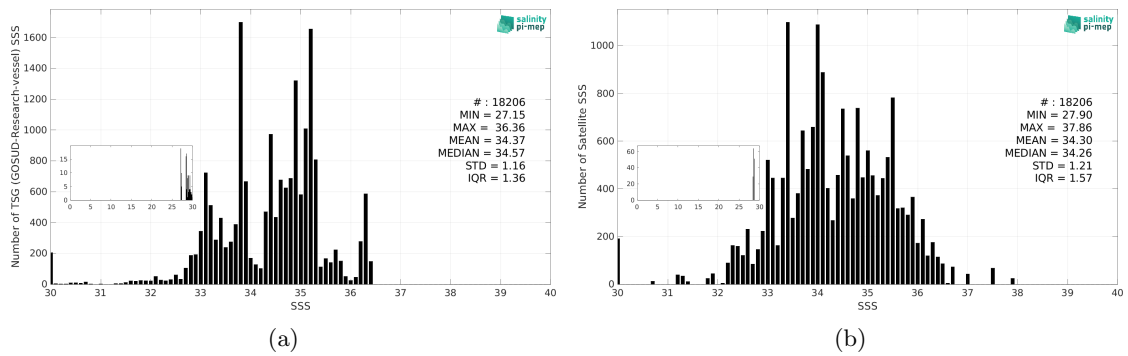 salinity
pi-mep
Number of TSG (GOSUD-Research-vessel) SSS
1600
1400
1200
1000
800
600
400
200
0
# : 18206
MIN = 27.15
MAX = 36.36
MEAN = 34.37
MEDIAN = 34.57
STD = 1.16
IQR = 1.36
15
10
5
0
0 5 10 15 20 25 30
30 31 32 33 34 35 36 37 38 39 40
SSS
(a)
salinity
pi-mep
Number of Satellite SSS
1000
800
600
400
200
0
# : 18206
MIN = 27.90
MAX = 37.86
MEAN = 34.30
MEDIAN = 34.26
STD = 1.21
IQR = 1.57
60
40
20
0
0 5 10 15 20 25 30
30 31 32 33 34 35 36 37 38 39 40
SSS
(b)